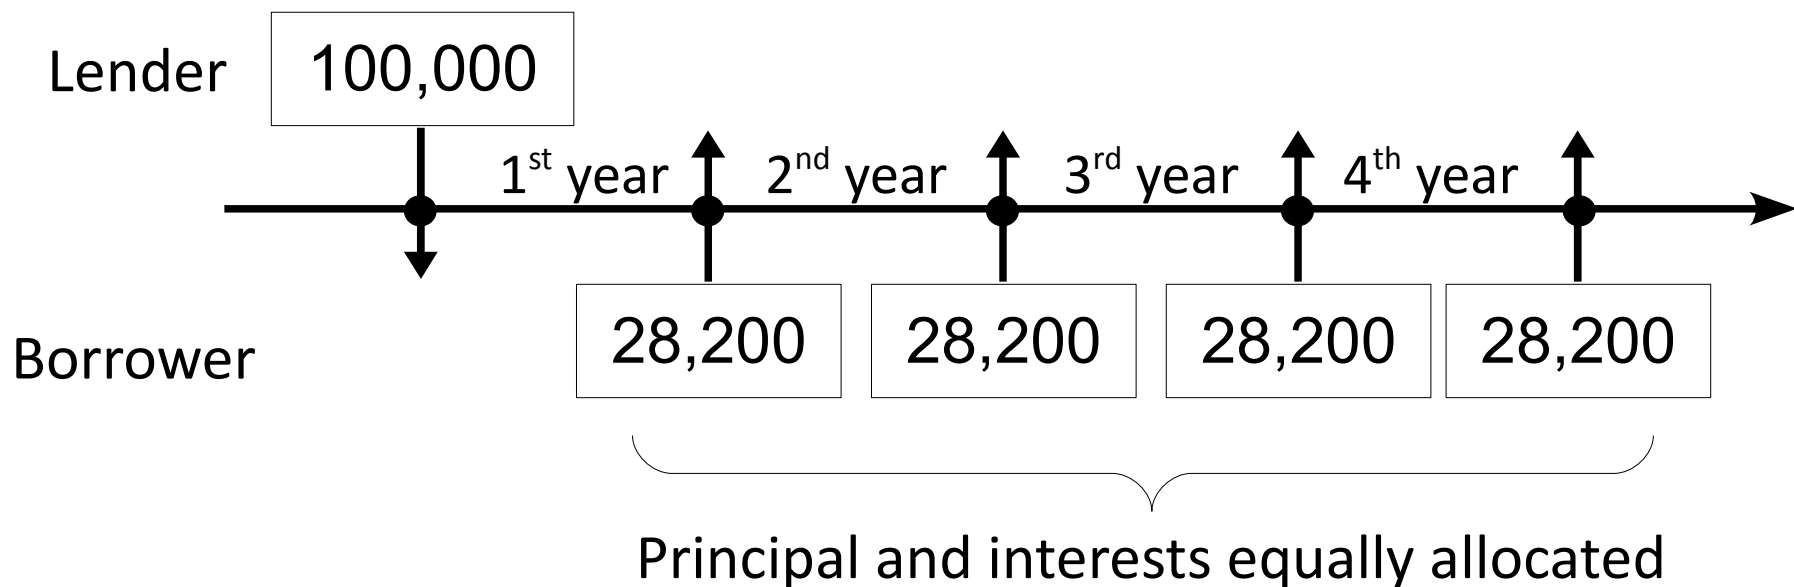 Lender
100,000
1st year
2nd year
3rd year
4th year
28,200
28,200
28,200
28,200
Borrower
Principal and interests equally allocated